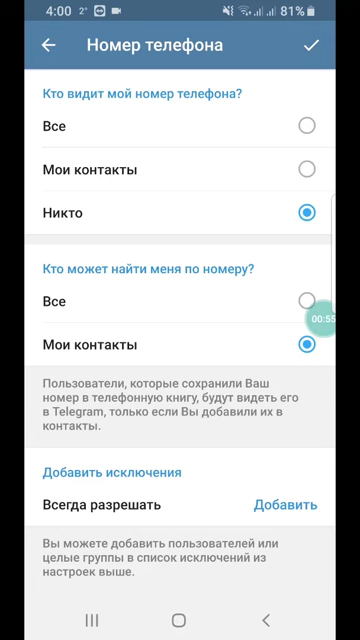 4:00 2° 81%
Номер телефона
Кто видит мой номер телефона?
Все
Мои контакты
Никто
Кто может найти меня по номеру?
Все
00:55
Мои контакты
Пользователи, которые сохранили Ваш
номер в телефонную книгу, будут видеть его
в Telegram, только если Вы добавили их в
контакты.
Добавить исключения
Всегда разрешать Добавить
Вы можете добавить пользователей или
целые группы в список исключений из
настроек выше.